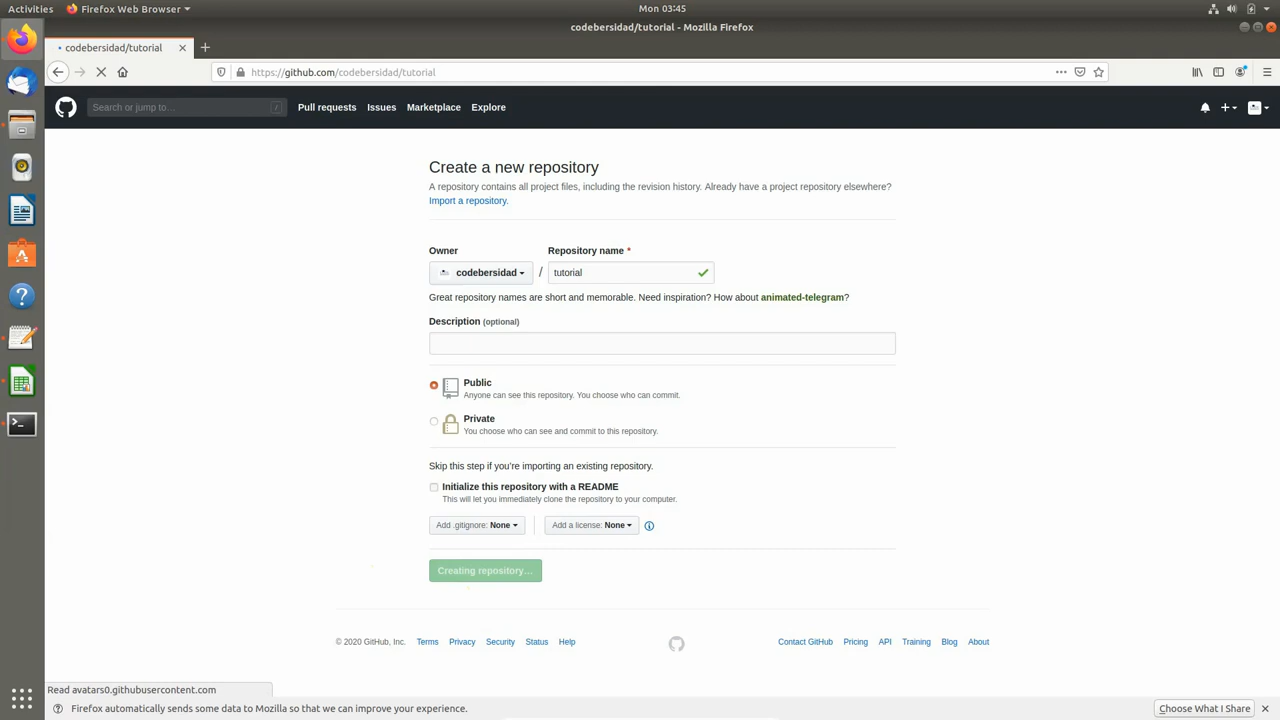 Activities
Firefox Web Browser
Mon 03:45
codebersidad/tutorial - Mozilla Firefox
codebersidad/tutorial
https://github.com/codebersidad/tutorial
Search or jump to…
/
Pull requests
Issues
Marketplace
Explore
Create a new repository
A repository contains all project files, including the revision history. Already have a project repository elsewhere?
Import a repository.
Owner
Repository name *
codebersidad
/
tutorial
Great repository names are short and memorable. Need inspiration? How about animated-telegram?
Description (optional)
Public
Anyone can see this repository. You choose who can commit.
Private
You choose who can see and commit to this repository.
Skip this step if you're importing an existing repository.
Initialize this repository with a README
This will let you immediately clone the repository to your computer.
Add .gitignore: None
Add a license: None
Creating repository…
© 2020 GitHub, Inc.
Terms
Privacy
Security
Status
Help
Contact GitHub
Pricing
API
Training
Blog
About
Read avatars0.githubusercontent.com
Firefox automatically sends some data to Mozilla so that we can improve your experience.
Choose What I Share